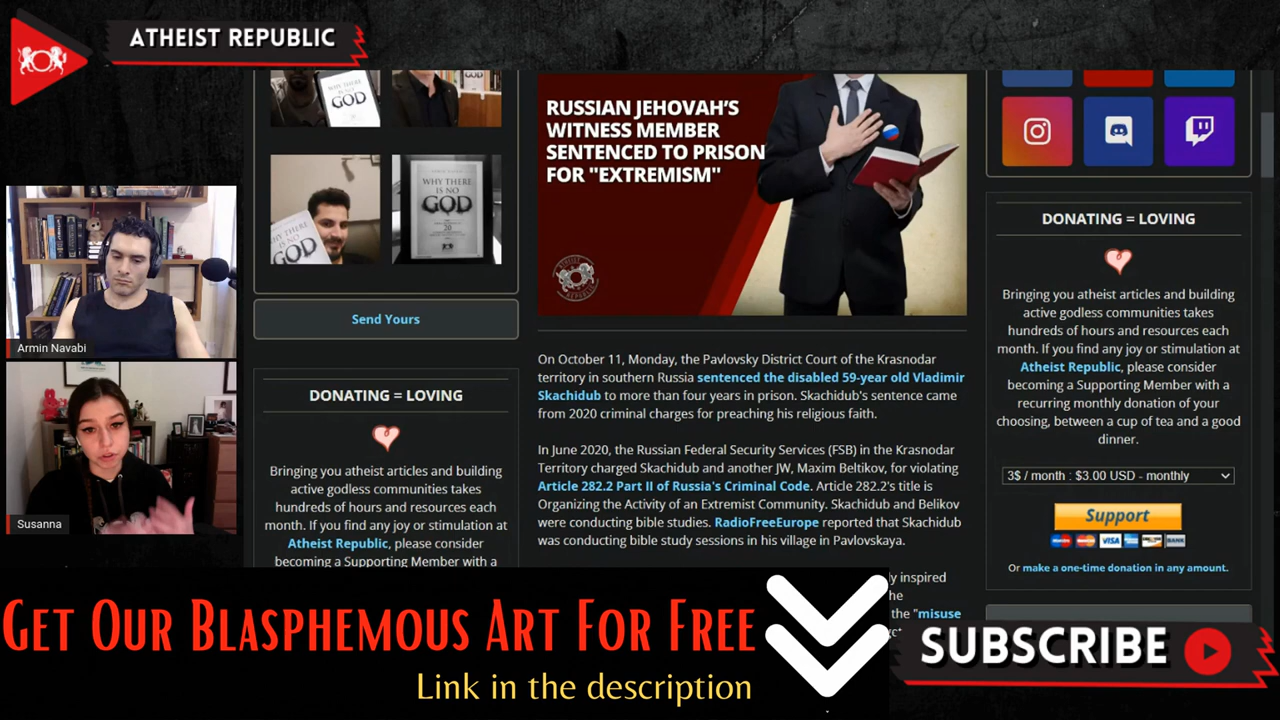 ATHEIST REPUBLIC
WHY THERE IS NO
GOD
GOD
Send Yours
DONATING = LOVING
Bringing you atheist articles and building
active godless communities takes
hundreds of hours and resources each
month. If you find any joy or stimulation at
Atheist Republic, please consider
becoming a Supporting Member with a
RUSSIAN JEHOVAH'S
WITNESS MEMBER
SENTENCED TO PRISON
FOR "EXTREMISM"
On October 11, Monday, the Pavlovsky District Court of the Krasnodar
territory in southern Russia sentenced the disabled 59-year old Vladimir
Skachidub to more than four years in prison. Skachidub's sentence came
from 2020 criminal charges for preaching his religious faith.
In June 2020, the Russian Federal Security Services (FSB) in the Krasnodar
Territory charged Skachidub and another JW, Maxim Beltikov, for violating
Article 282.2 Part II of Russia's Criminal Code. Article 282.2's title is
Organizing the Activity of an Extremist Community. Skachidub and Belikov
were conducting bible studies. RadioFreeEurope reported that Skachidub
was conducting bible study sessions in his village in Pavlovskaya.
inspired
the "misuse
DONATING = LOVING
Bringing you atheist articles and building
active godless communities takes
hundreds of hours and resources each
month. If you find any joy or stimulation at
Atheist Republic, please consider
becoming a Supporting Member with a
recurring monthly donation of your
choosing, between a cup of tea and a good
dinner.
3$ / month : $3.00 USD - monthly
Support
VISA
BANK
Or make a one-time donation in any amount.
Armin Navabi
Susanna
GET OUR BLASPHEMOUS ART FOR FREE
Link in the description
SUBSCRIBE